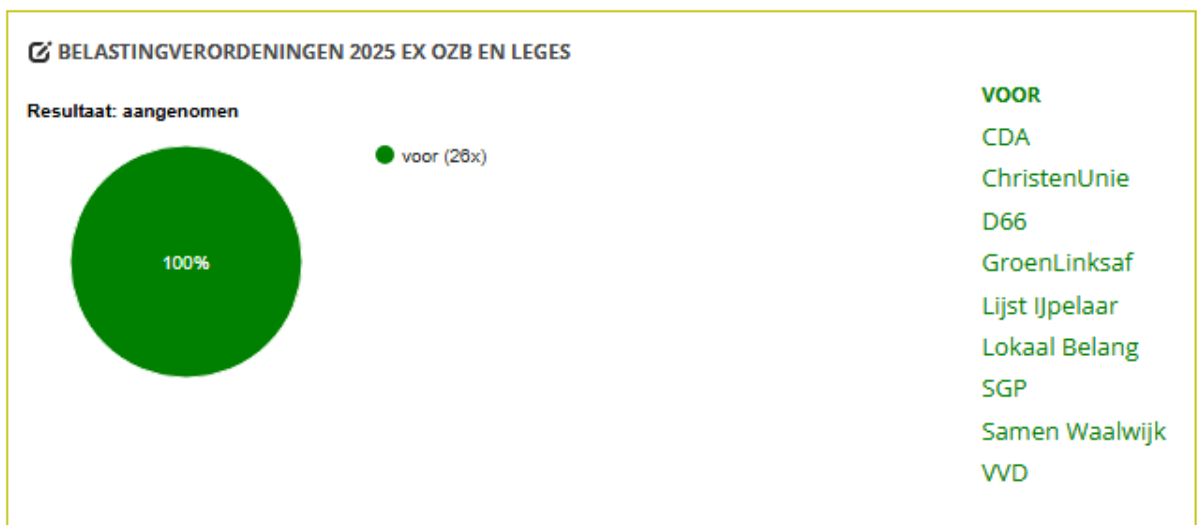 BELASTINGVERORDENINGEN 2025 EX OZB EN LEGES
Resultaat: aangenomen
voor (26x)
100%
VOOR
CDA
ChristenUnie
D66
GroenLinksaf
Lijst IJpelaar
Lokaal Belang
SGP
Samen Waalwijk
VVD